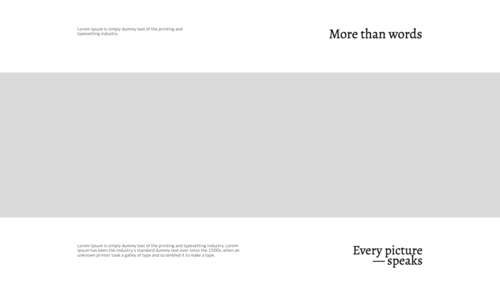 Lorem Ipsum is simply dummy text of the printing and
typesetting industry.
More than words
Lorem Ipsum is simply dummy text of the printing and typesetting industry. Lorem
Ipsum has been the industry's standard dummy text ever since the 1500s, when an
unknown printer took a galley of type and scrambled it to make a type.
Every picture
— speaks